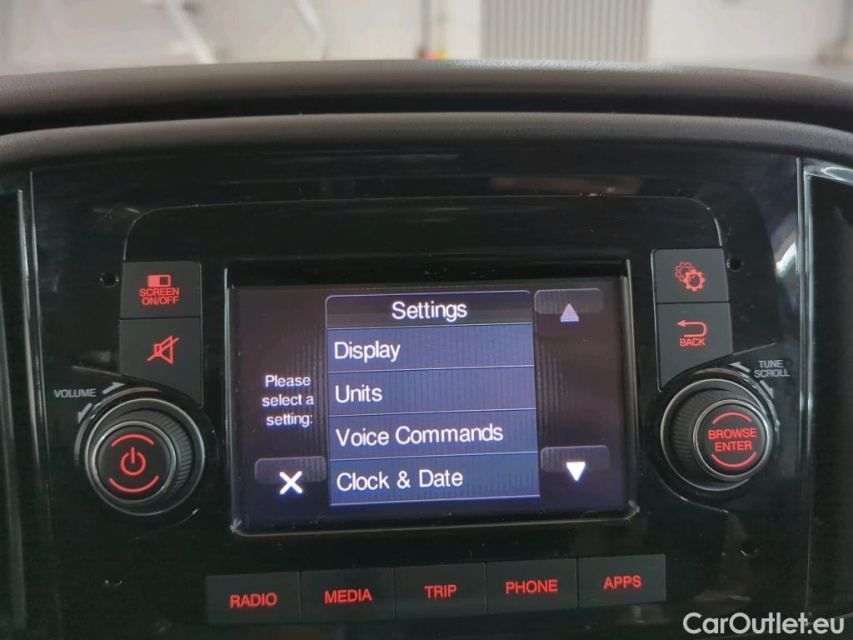 SCREEN
ON/OFF
VOLUME
Settings
Display
Units
Voice Commands
Clock & Date
Please
select a
setting:
BACK
TUNE
SCROLL
BROWSE
ENTER
RADIO
MEDIA
TRIP
PHONE
APPS
CarOutlet.eu